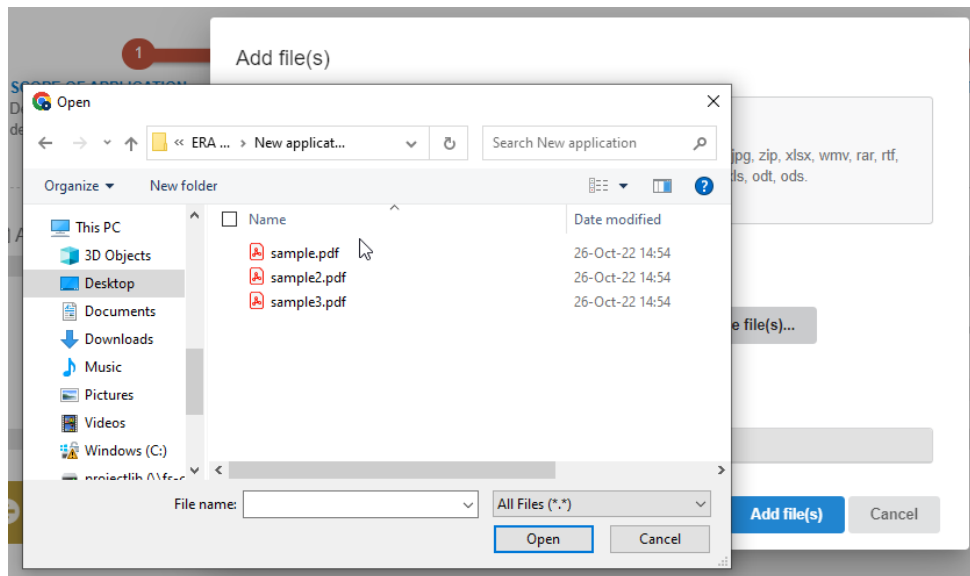 1
Add file(s)
SCOPE OF APPLICATION
Open
« ERA ... › New applicat...
Search New application
jpg, zip, xlsx, wmv, rar, rtf,
odt, ods.
Organize
New folder
?
This PC
3D Objects
Desktop
Documents
Downloads
Music
Pictures
Videos
Windows (C:)
Name
Date modified
sample.pdf
26-Oct-22 14:54
sample2.pdf
26-Oct-22 14:54
sample3.pdf
26-Oct-22 14:54
file(s)...
File name:
All Files (*.*)
Open
Cancel
Add file(s)
Cancel